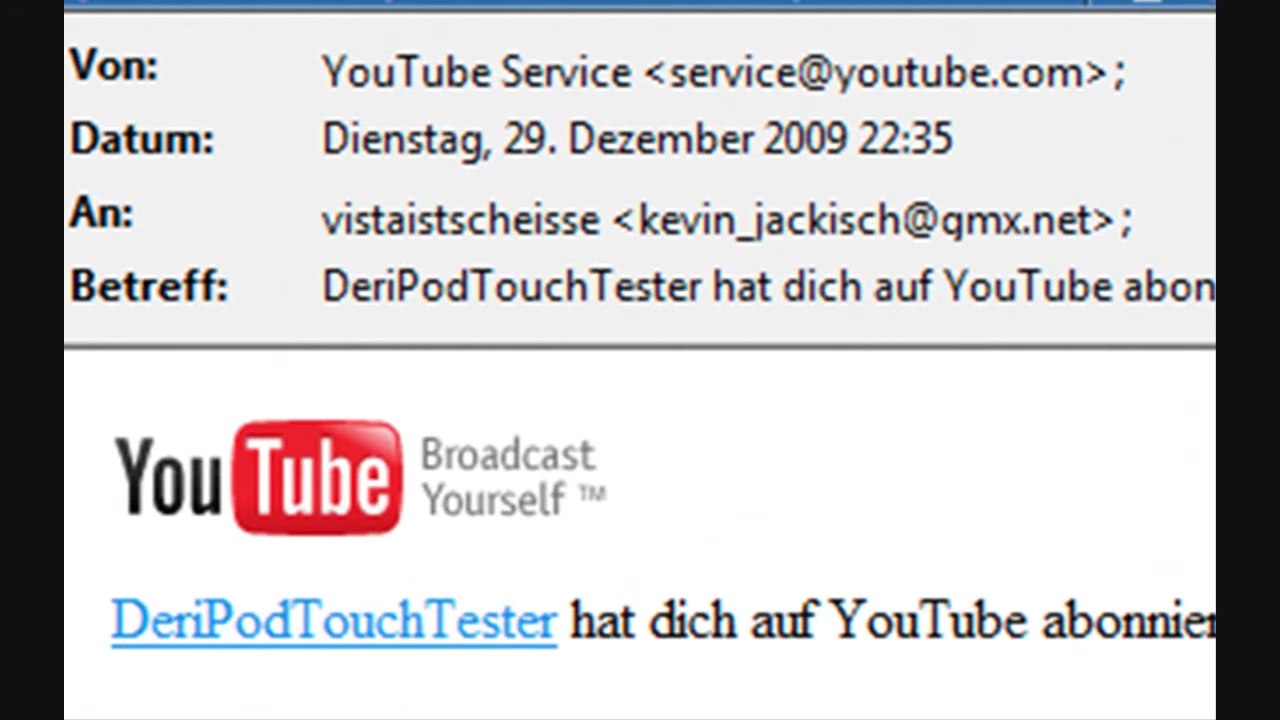 Von: YouTube Service <service@youtube.com>;
Datum: Dienstag, 29. Dezember 2009 22:35
An: vistaistscheisse <kevin_jackisch@gmx.net>;
Betreff: DeriPodTouchTester hat dich auf YouTube abon
YouTube Broadcast
Yourself ™
DeriPodTouchTester hat dich auf YouTube abonnier